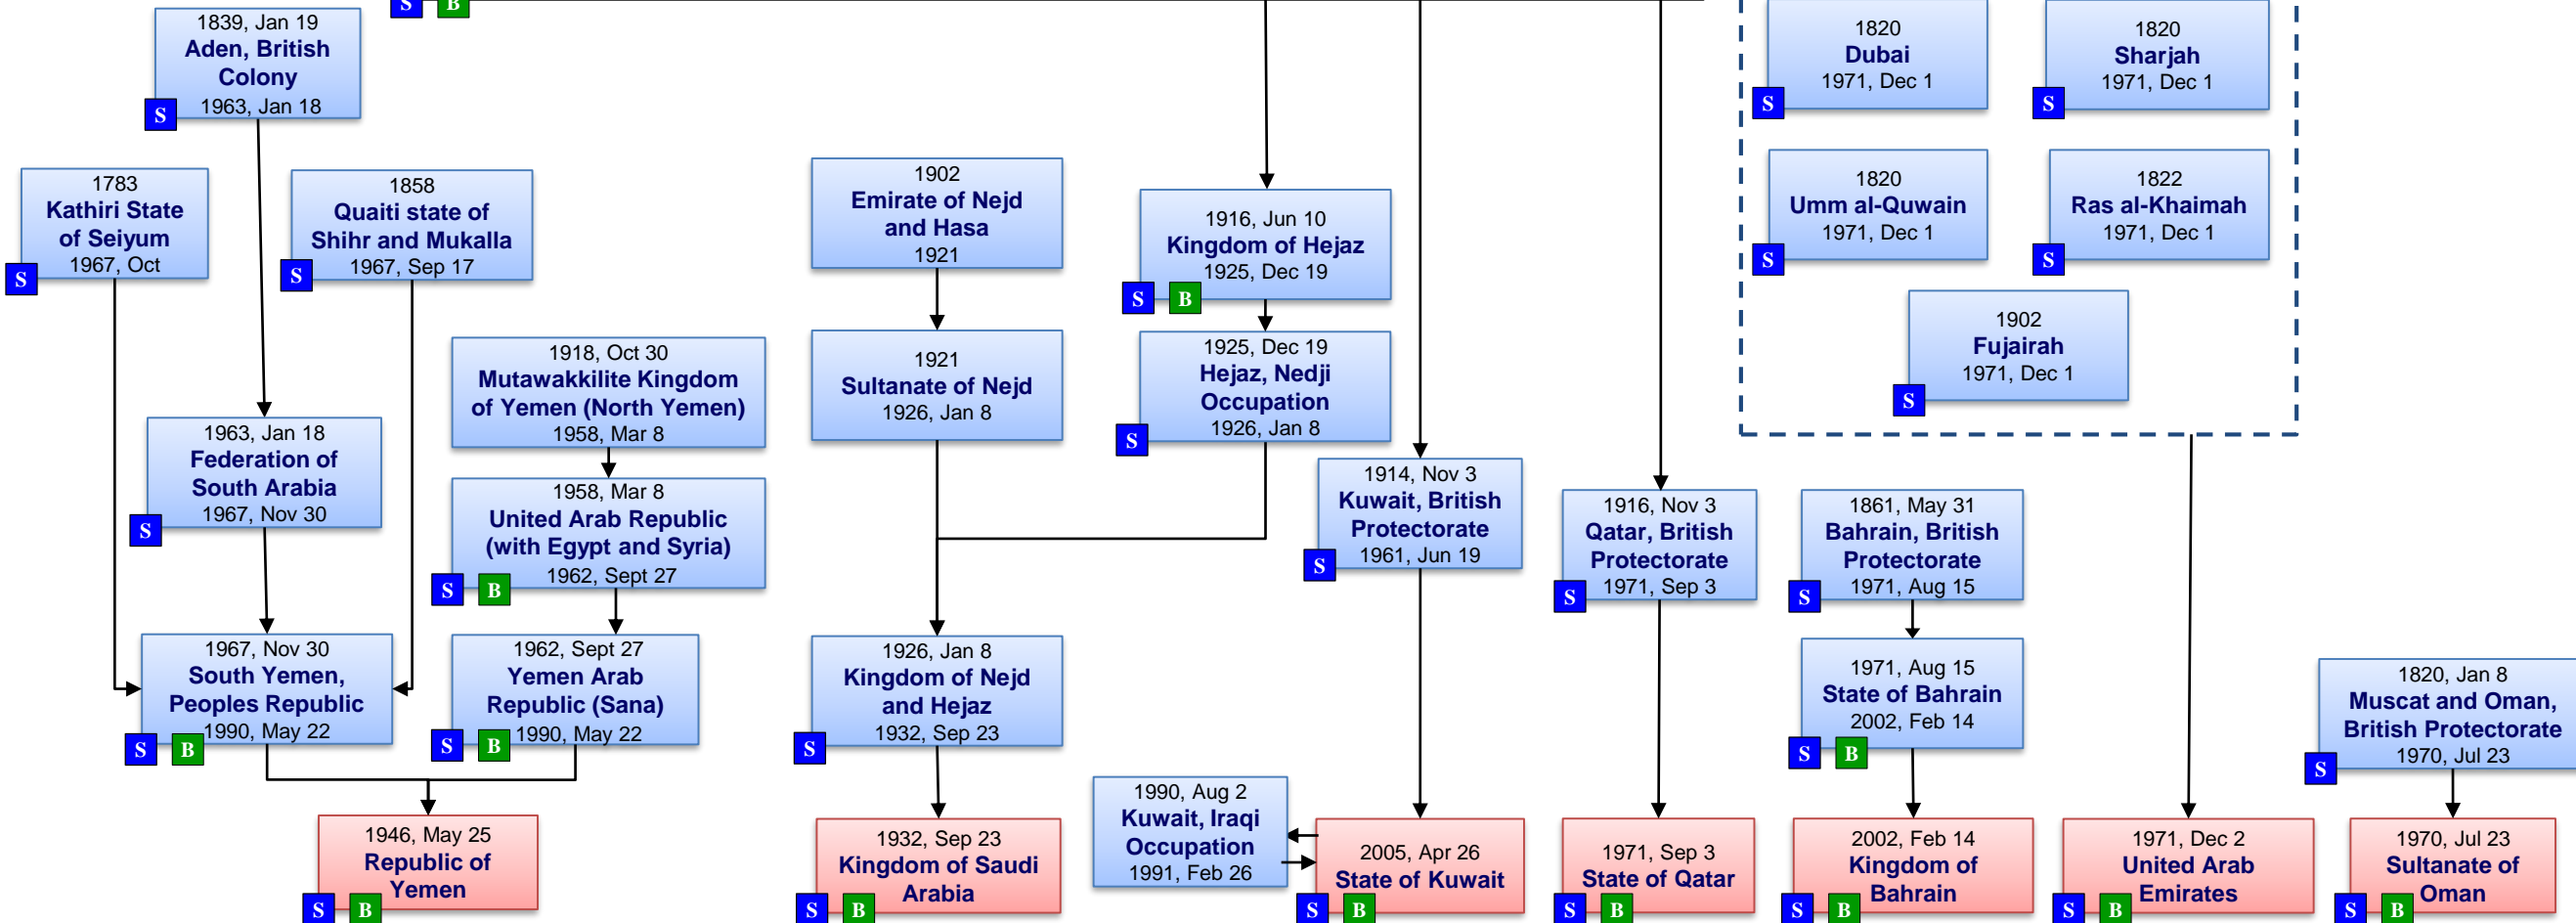 S B
1839, Jan 19
Aden, British
Colony
1963, Jan 18
S
1820
Dubai
1971, Dec 1
S
1820
Sharjah
1971, Dec 1
S
1783
Kathiri State
of Seiyum
1967, Oct
S
1858
Quaiti state of
Shihr and Mukalla
1967, Sep 17
S
1902
Emirate of Nejd
and Hasa
1921
1916, Jun 10
Kingdom of Hejaz
1925, Dec 19
S B
1820
Umm al-Quwain
1971, Dec 1
S
1822
Ras al-Khaimah
1971, Dec 1
S
1902
Fujairah
1971, Dec 1
S
1918, Oct 30
Mutawakkilite Kingdom
of Yemen (North Yemen)
1958, Mar 8
1921
Sultanate of Nejd
1926, Jan 8
1925, Dec 19
Hejaz, Nedji
Occupation
1926, Jan 8
S
1963, Jan 18
Federation of
South Arabia
1967, Nov 30
S
1958, Mar 8
United Arab Republic
(with Egypt and Syria)
1962, Sept 27
S B
1914, Nov 3
Kuwait, British
Protectorate
1961, Jun 19
S
1916, Nov 3
Qatar, British
Protectorate
1971, Sep 3
S
1861, May 31
Bahrain, British
Protectorate
1971, Aug 15
S
1967, Nov 30
South Yemen,
Peoples Republic
1990, May 22
S B
1962, Sept 27
Yemen Arab
Republic (Sana)
1990, May 22
S B
1926, Jan 8
Kingdom of Nejd
and Hejaz
1932, Sep 23
S
1971, Aug 15
State of Bahrain
2002, Feb 14
S B
1820, Jan 8
Muscat and Oman,
British Protectorate
1970, Jul 23
S
1946, May 25
Republic of
Yemen
S B
1932, Sep 23
Kingdom of Saudi
Arabia
S B
1990, Aug 2
Kuwait, Iraqi
Occupation
1991, Feb 26
2005, Apr 26
State of Kuwait
S B
1971, Sep 3
State of Qatar
S B
2002, Feb 14
Kingdom of
Bahrain
S B
1971, Dec 2
United Arab
Emirates
S B
1970, Jul 23
Sultanate of
Oman
S B